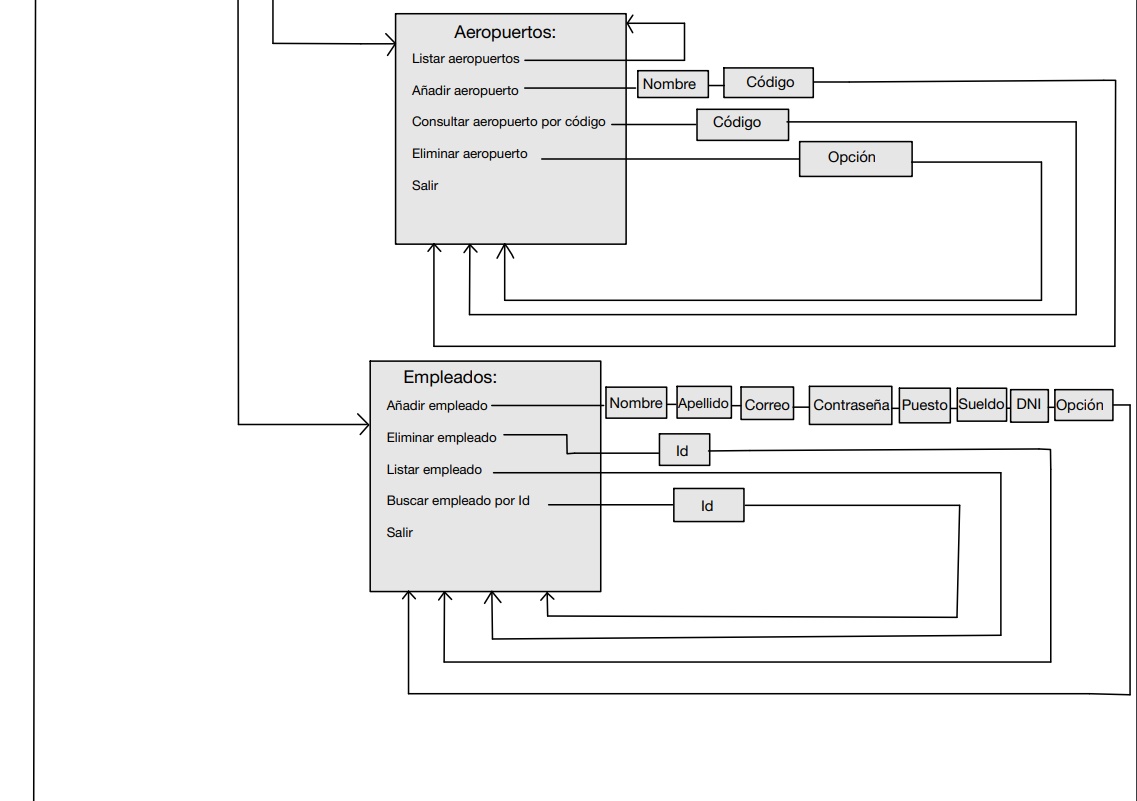 Aeropuertos:
Listar aeropuertos
Añadir aeropuerto
Nombre
Código
Consultar aeropuerto por código
Código
Eliminar aeropuerto
Opción
Salir
Empleados:
Añadir empleado
Nombre
Apellido
Correo
Contraseña
Puesto
Sueldo
DNI
Opción
Eliminar empleado
Id
Listar empleado
Buscar empleado por Id
Id
Salir